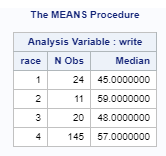 The MEANS Procedure
Analysis Variable : write
race N Obs Median
1 24 45.0000000
2 11 59.0000000
3 20 48.0000000
4 145 57.0000000